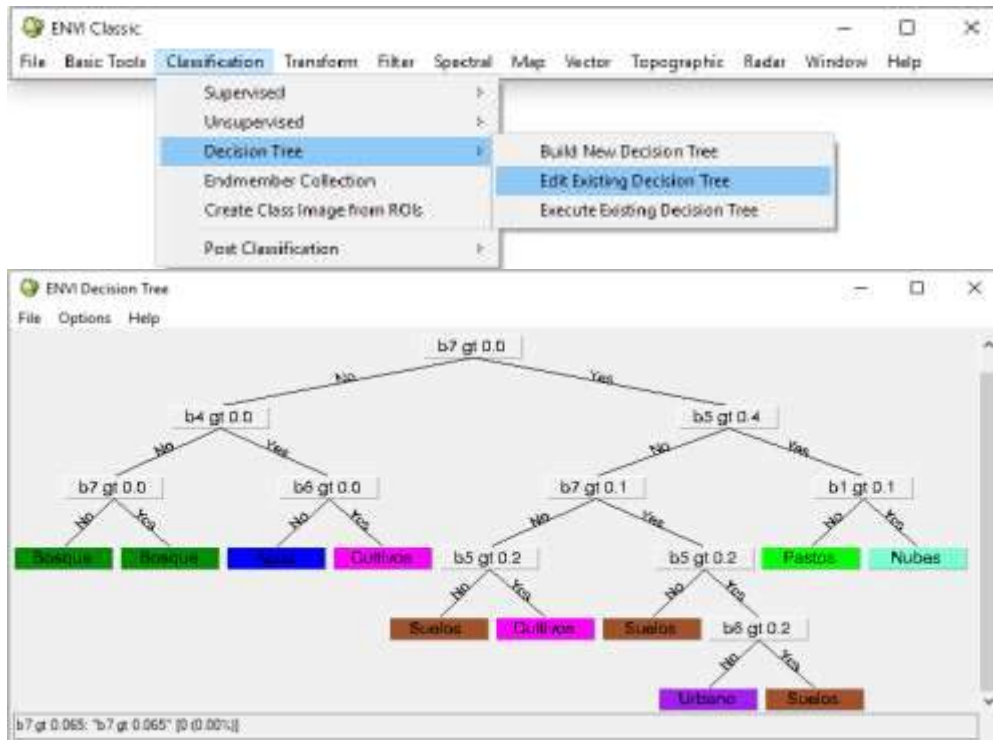 ENVI Classic
File Basic Tools Classification Transform Filter Spectral Map Vector Topographic Radar Window Help
Supervised
Unsupervised
Decision Tree
Build New Decision Tree
Endmember Collection
Edit Existing Decision Tree
Create Class Image from ROIs
Execute Existing Decision Tree
Post Classification
ENVI Decision Tree
File Options Help
b7 gt 0.0
No Yes
b4 gt 0.0 b5 gt 0.4
No Yes No Yes
b7 gt 0.0 b6 gt 0.0 b7 gt 0.1 b1 gt 0.1
No Yes No Yes No Yes No Yes
Bosque Bosque Agua Cultivos b5 gt 0.2 b5 gt 0.2 Pastos Nubes
No Yes No Yes
Suelos Cultivos Suelos b6 gt 0.2
No Yes
Urbano Suelos
b7 gt 0.065: "b7 gt 0.065" [0 (0.00%)]